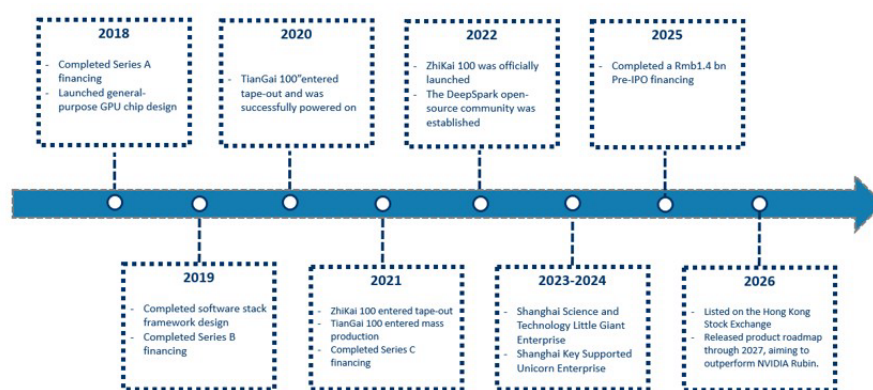 2018
- Completed Series A
financing
- Launched general-
purpose GPU chip design
2020
- TianGai 100"entered
tape-out and was
successfully powered on
2022
- ZhiKai 100 was officially
launched
- The DeepSpark open-
source community was
established
2025
- Completed a Rmb1.4 bn
Pre-IPO financing
2019
- Completed software stack
framework design
- Completed Series B
financing
2021
- ZhiKai 100 entered tape-out
- TianGai 100 entered mass
production
- Completed Series C
financing
2023-2024
- Shanghai Science and
Technology Little Giant
Enterprise
- Shanghai Key Supported
Unicorn Enterprise
2026
- Listed on the Hong Kong
Stock Exchange
- Released product roadmap
through 2027, aiming to
outperform NVIDIA Rubin.